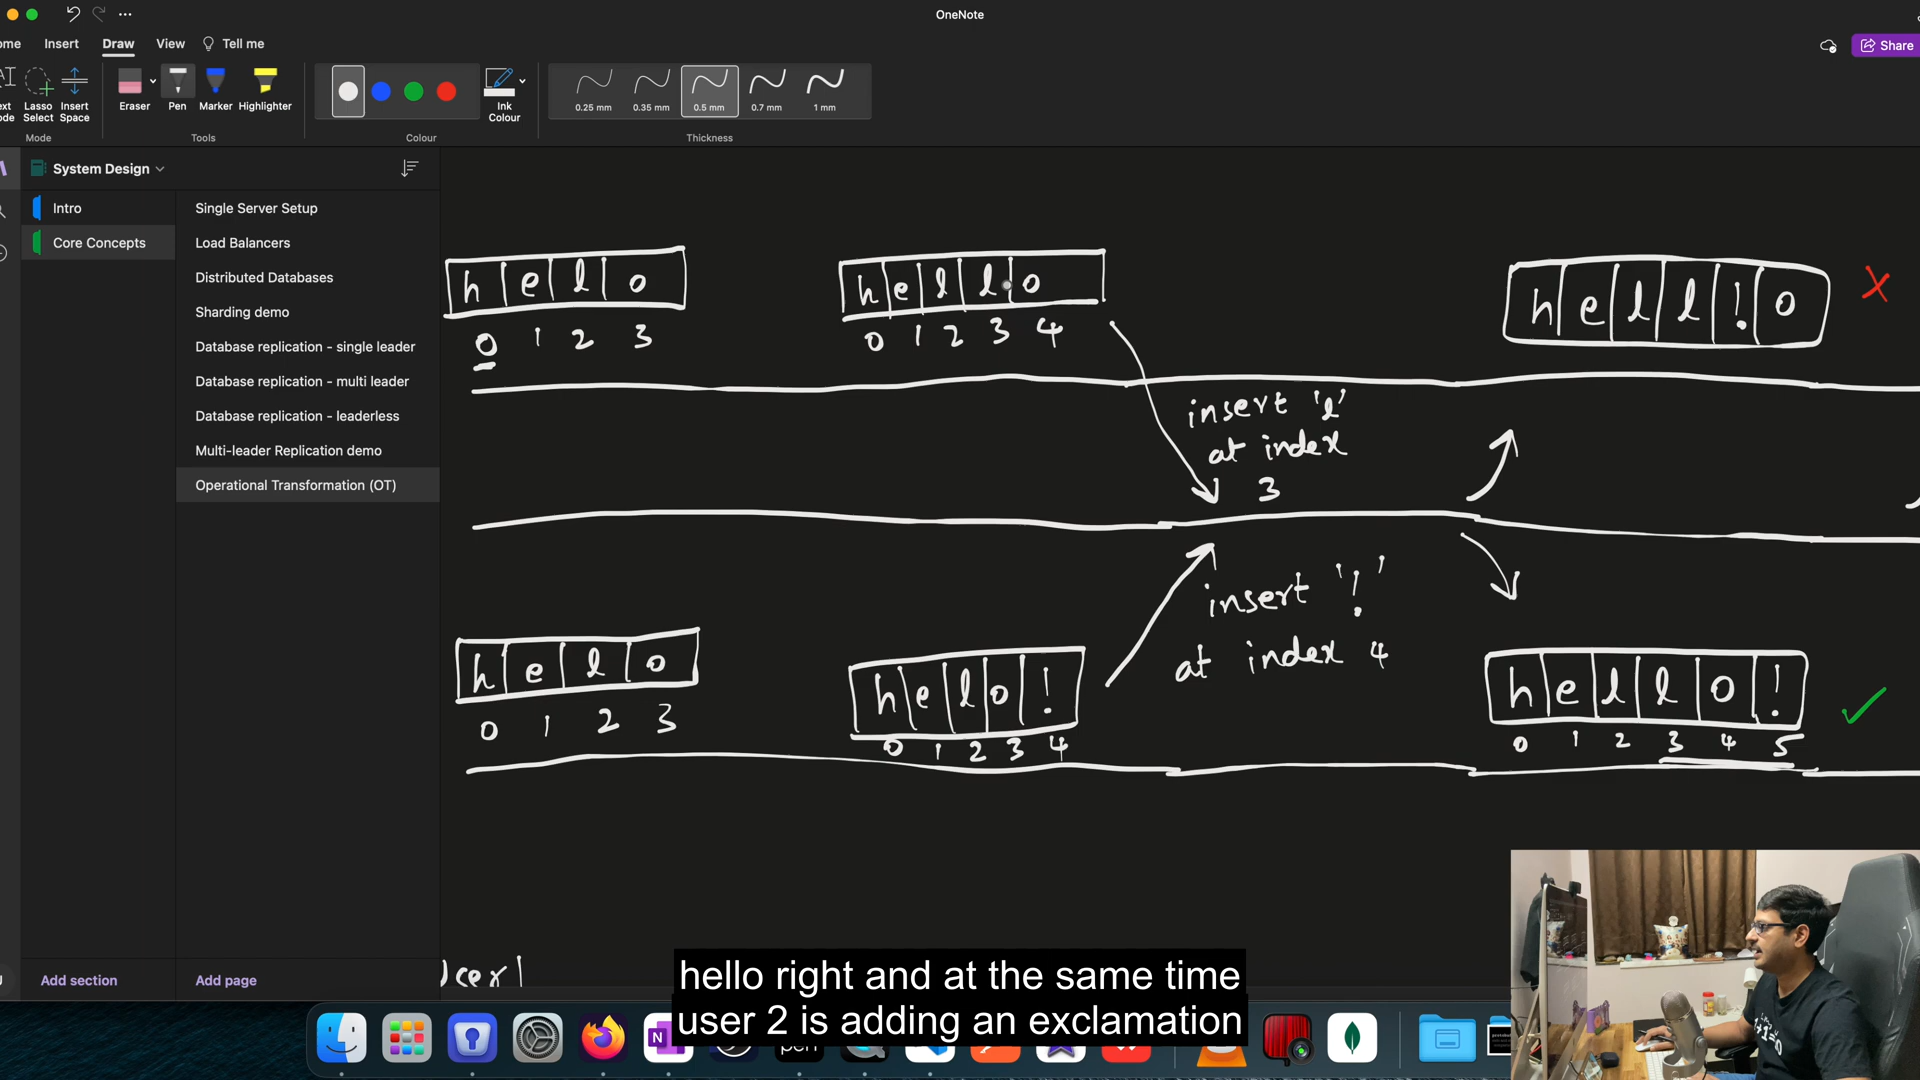 OneNote
ome Insert Draw View Tell me
Share
Eraser Pen Marker Highlighter
Lasso Select
Insert Space
Ink Colour
0.25 mm 0.35 mm 0.5 mm 0.7 mm 1 mm
Mode Tools Colour Thickness
System Design
Intro
Core Concepts
Single Server Setup
Load Balancers
Distributed Databases
Sharding demo
Database replication - single leader
Database replication - multi leader
Database replication - leaderless
Multi-leader Replication demo
Operational Transformation (OT)
Add section
Add page
h e l o
0 1 2 3
h e l l o
0 1 2 3 4
h e l l ! o
X
insert 'l'
at index
3
insert '!'
at index 4
h e l o
0 1 2 3
h e l o !
0 1 2 3 4
h e l l o !
0 1 2 3 4 5
hello right and at the same time
user 2 is adding an exclamation